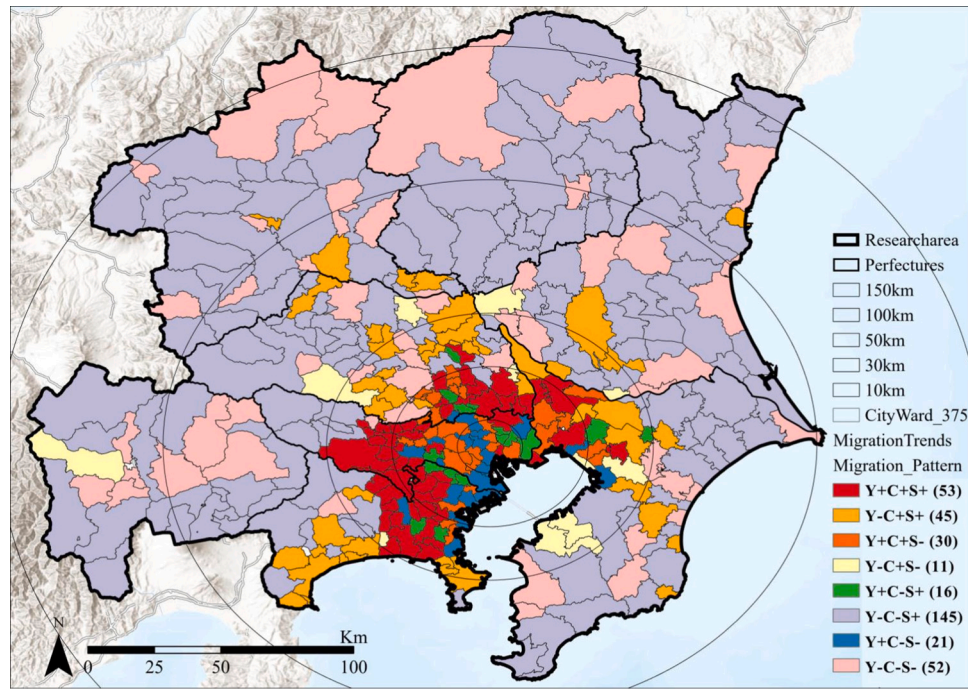 Researcharea
Perfectures
150km
100km
50km
30km
10km
CityWard_375
MigrationTrends
Migration_Pattern
Y+C+S+ (53)
Y-C+S+ (45)
Y+C+S- (30)
Y-C+S- (11)
Y+C-S+ (16)
Y-C-S+ (145)
Y+C-S- (21)
Y-C-S- (52)
N
Km
0 25 50 100